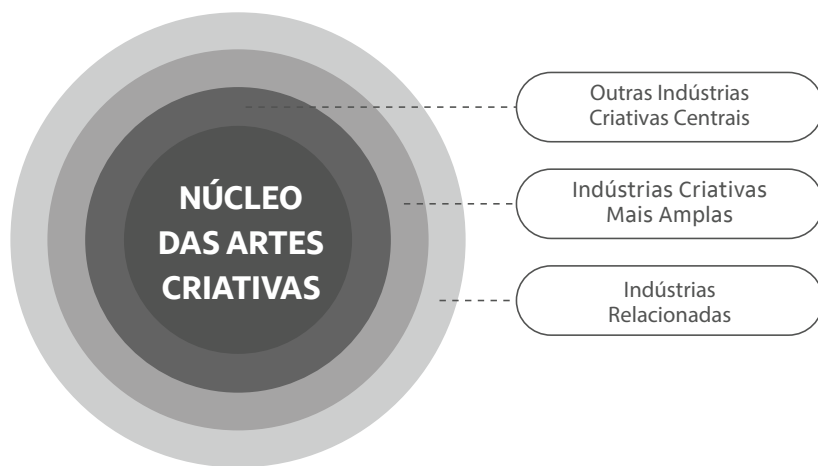 NÚCLEO
DAS ARTES
CRIATIVAS
Outras Indústrias
Criativas Centrais
Indústrias Criativas
Mais Amplas
Indústrias
Relacionadas